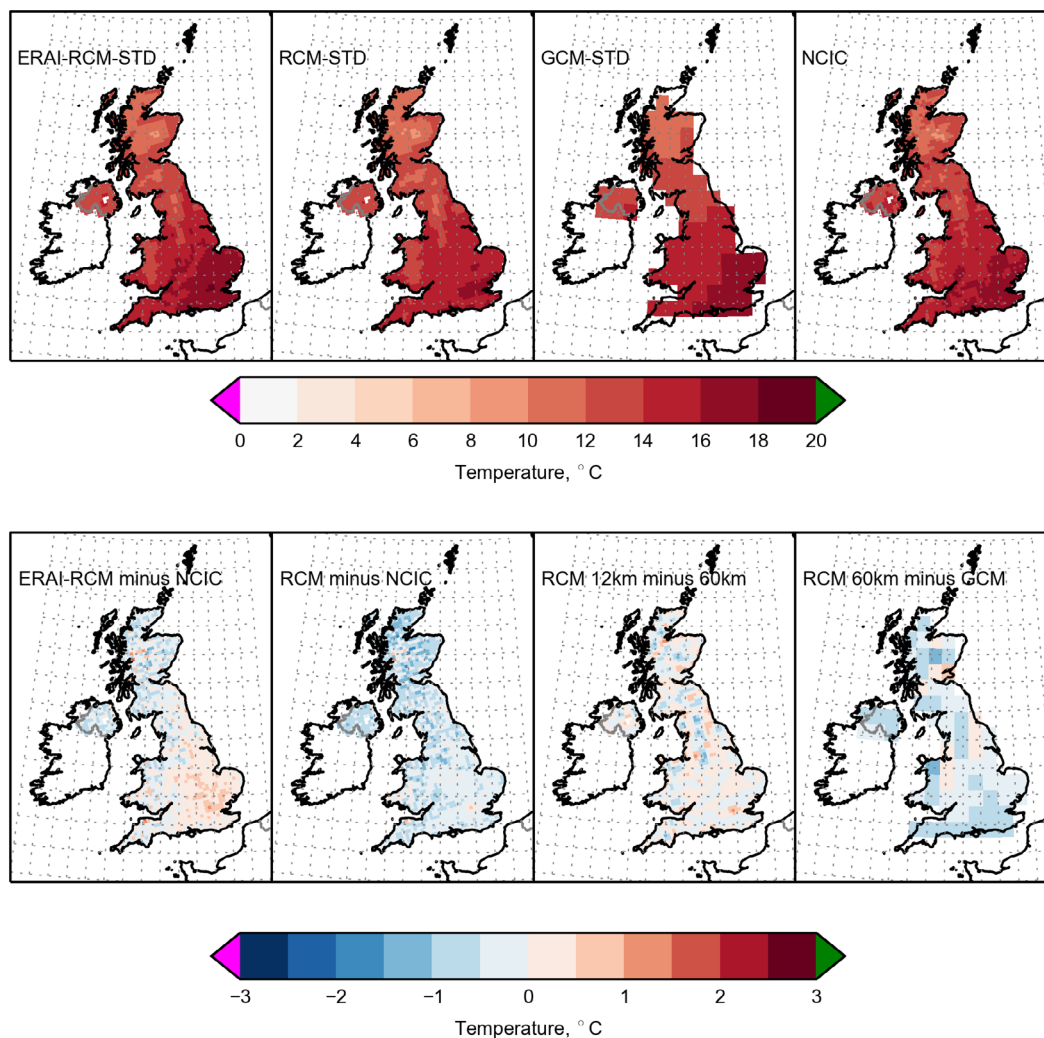 ERAI-RCM-STD
RCM-STD
GCM-STD
NCIC
0 2 4 6 8 10 12 14 16 18 20
Temperature, °C
ERAI-RCM minus NCIC
RCM minus NCIC
RCM 12km minus 60km
RCM 60km minus GCM
−3 −2 −1 0 1 2 3
Temperature, °C